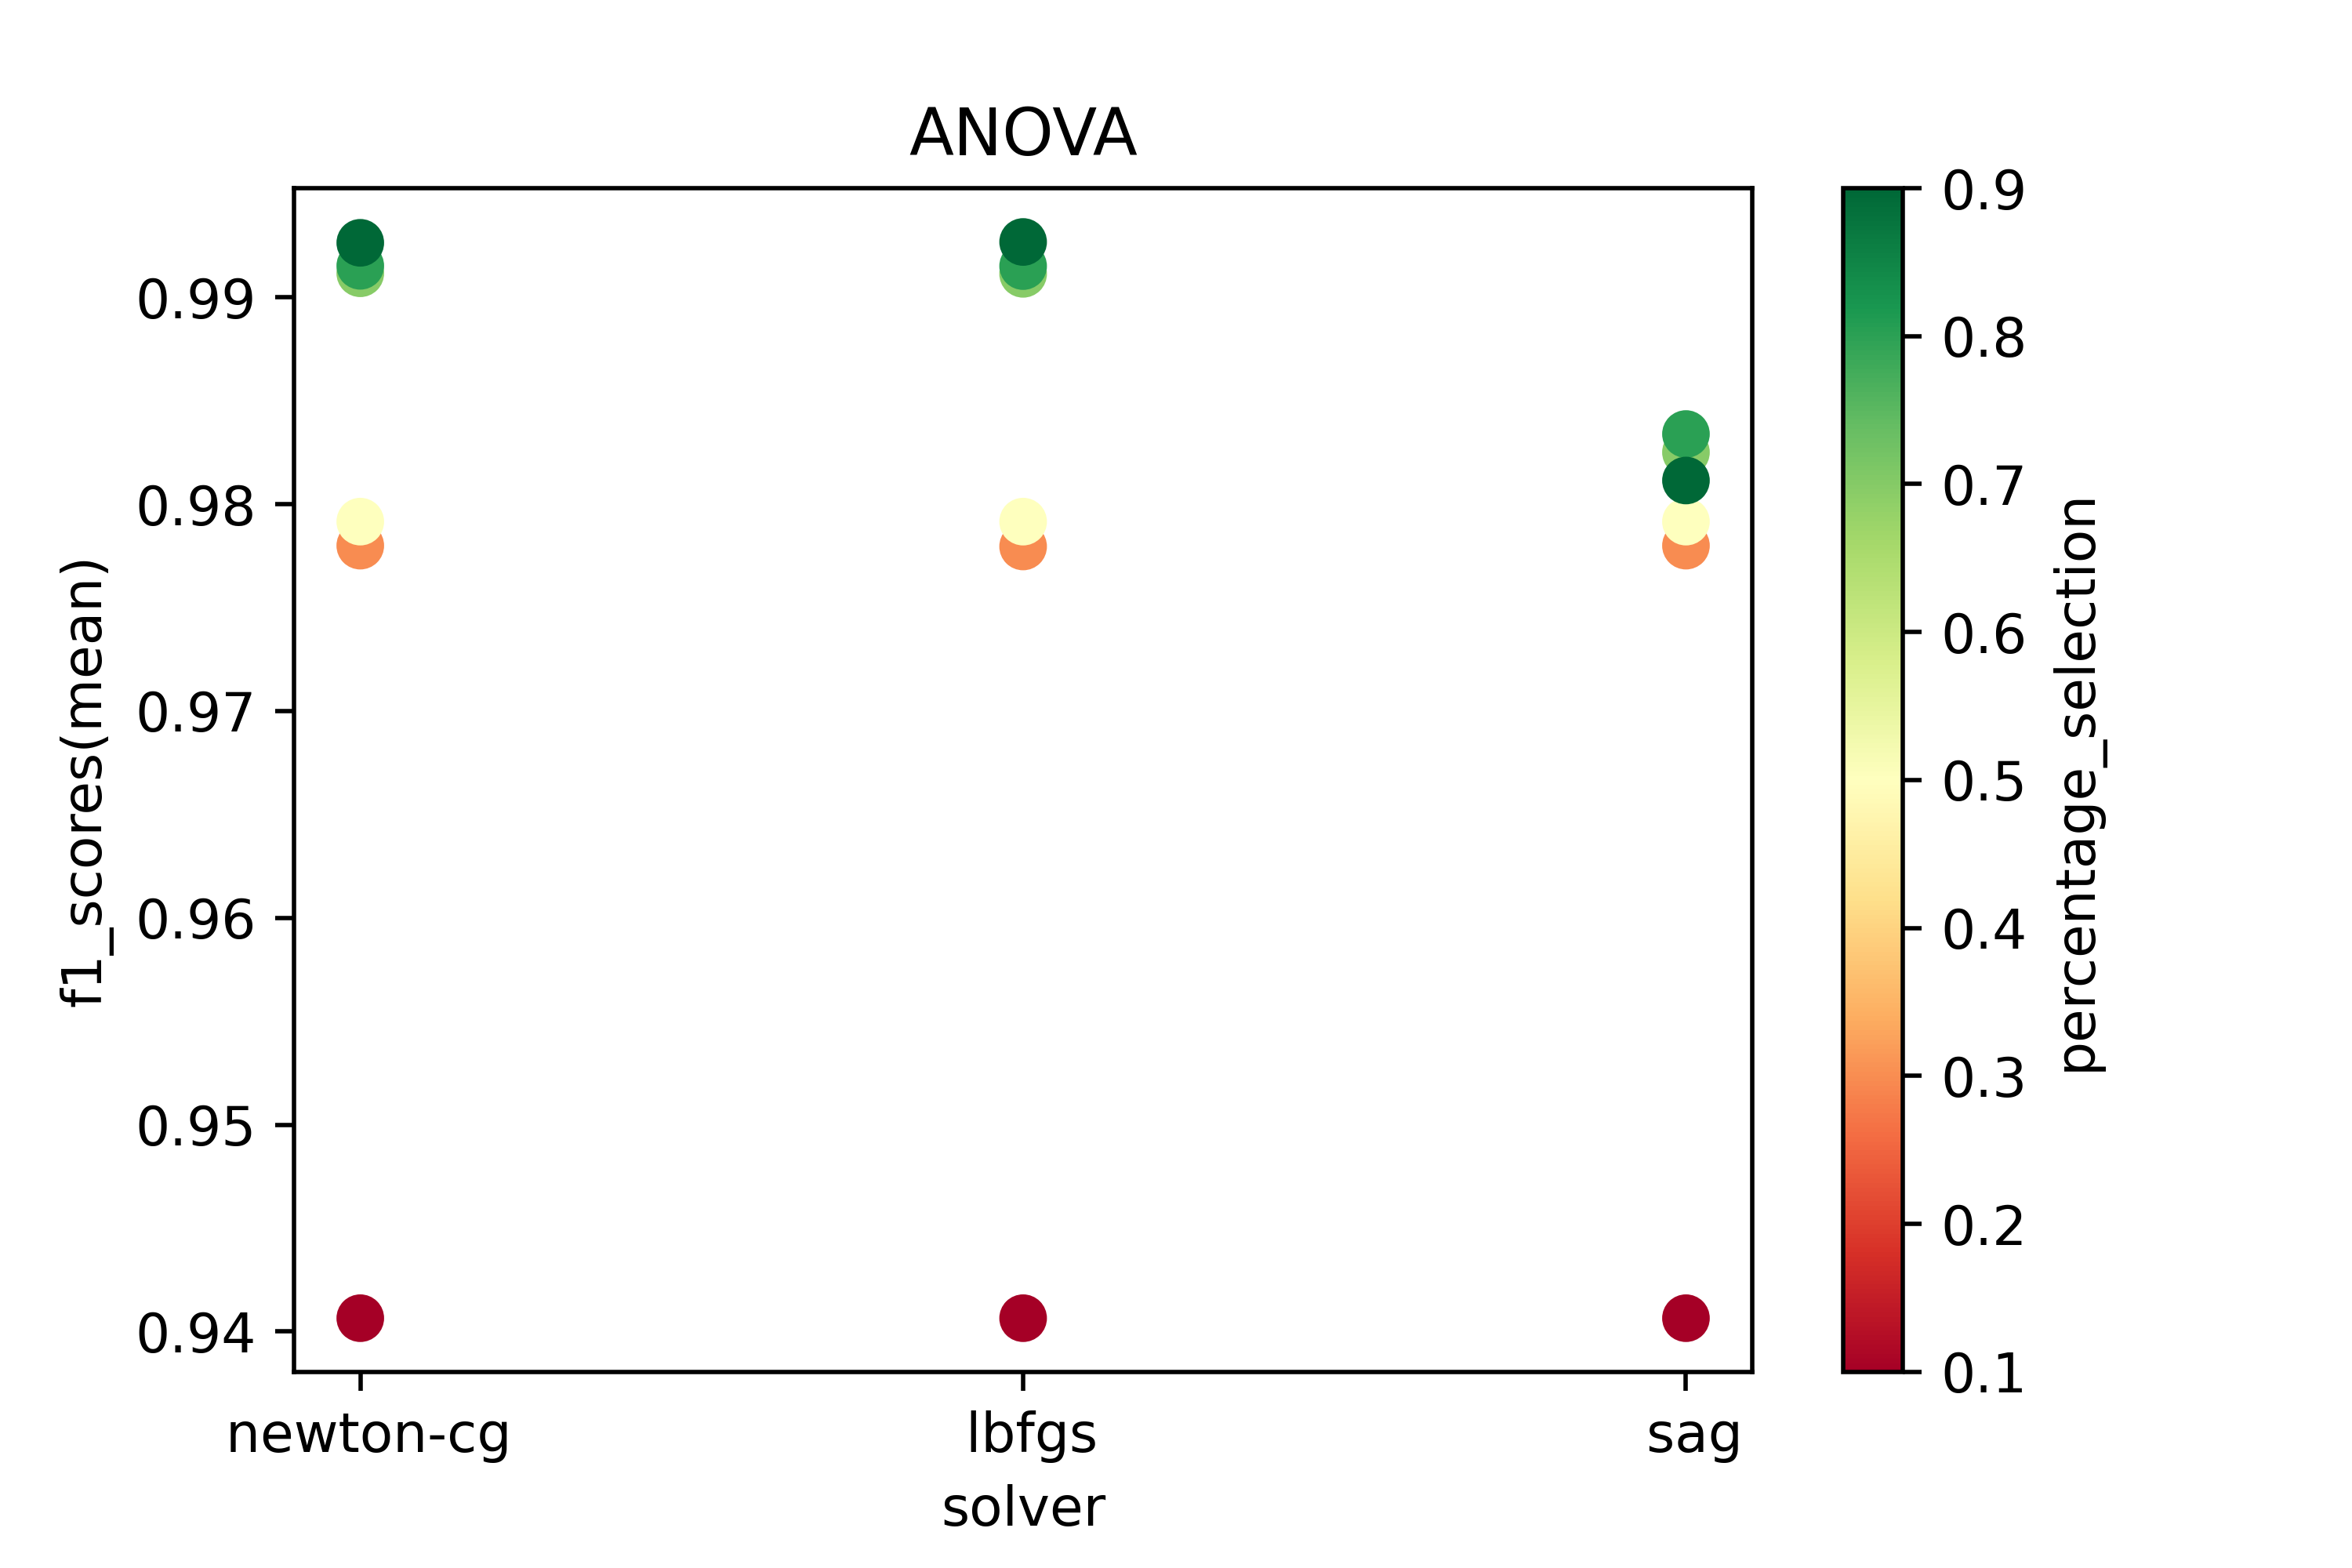 ANOVA
f1_scores(mean)
0.99
0.98
0.97
0.96
0.95
0.94
newton-cg
lbfgs
sag
solver
0.9
0.8
0.7
0.6
0.5
0.4
0.3
0.2
0.1
percentage_selection